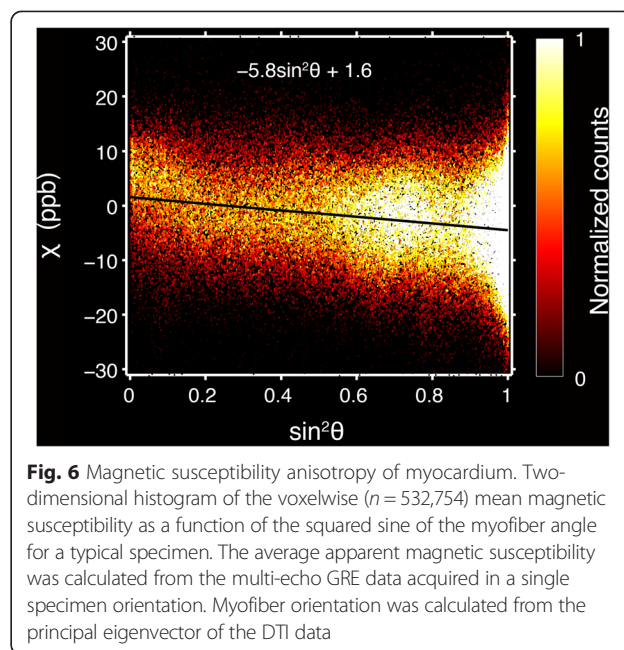 30
20
10
0
−10
−20
−30
χ (ppb)
−5.8sin²θ + 1.6
0 0.2 0.4 0.6 0.8 1
sin²θ
1
0
Normalized counts
Fig. 6 Magnetic susceptibility anisotropy of myocardium. Two-
dimensional histogram of the voxelwise (n = 532,754) mean magnetic
susceptibility as a function of the squared sine of the myofiber angle
for a typical specimen. The average apparent magnetic susceptibility
was calculated from the multi-echo GRE data acquired in a single
specimen orientation. Myofiber orientation was calculated from the
principal eigenvector of the DTI data